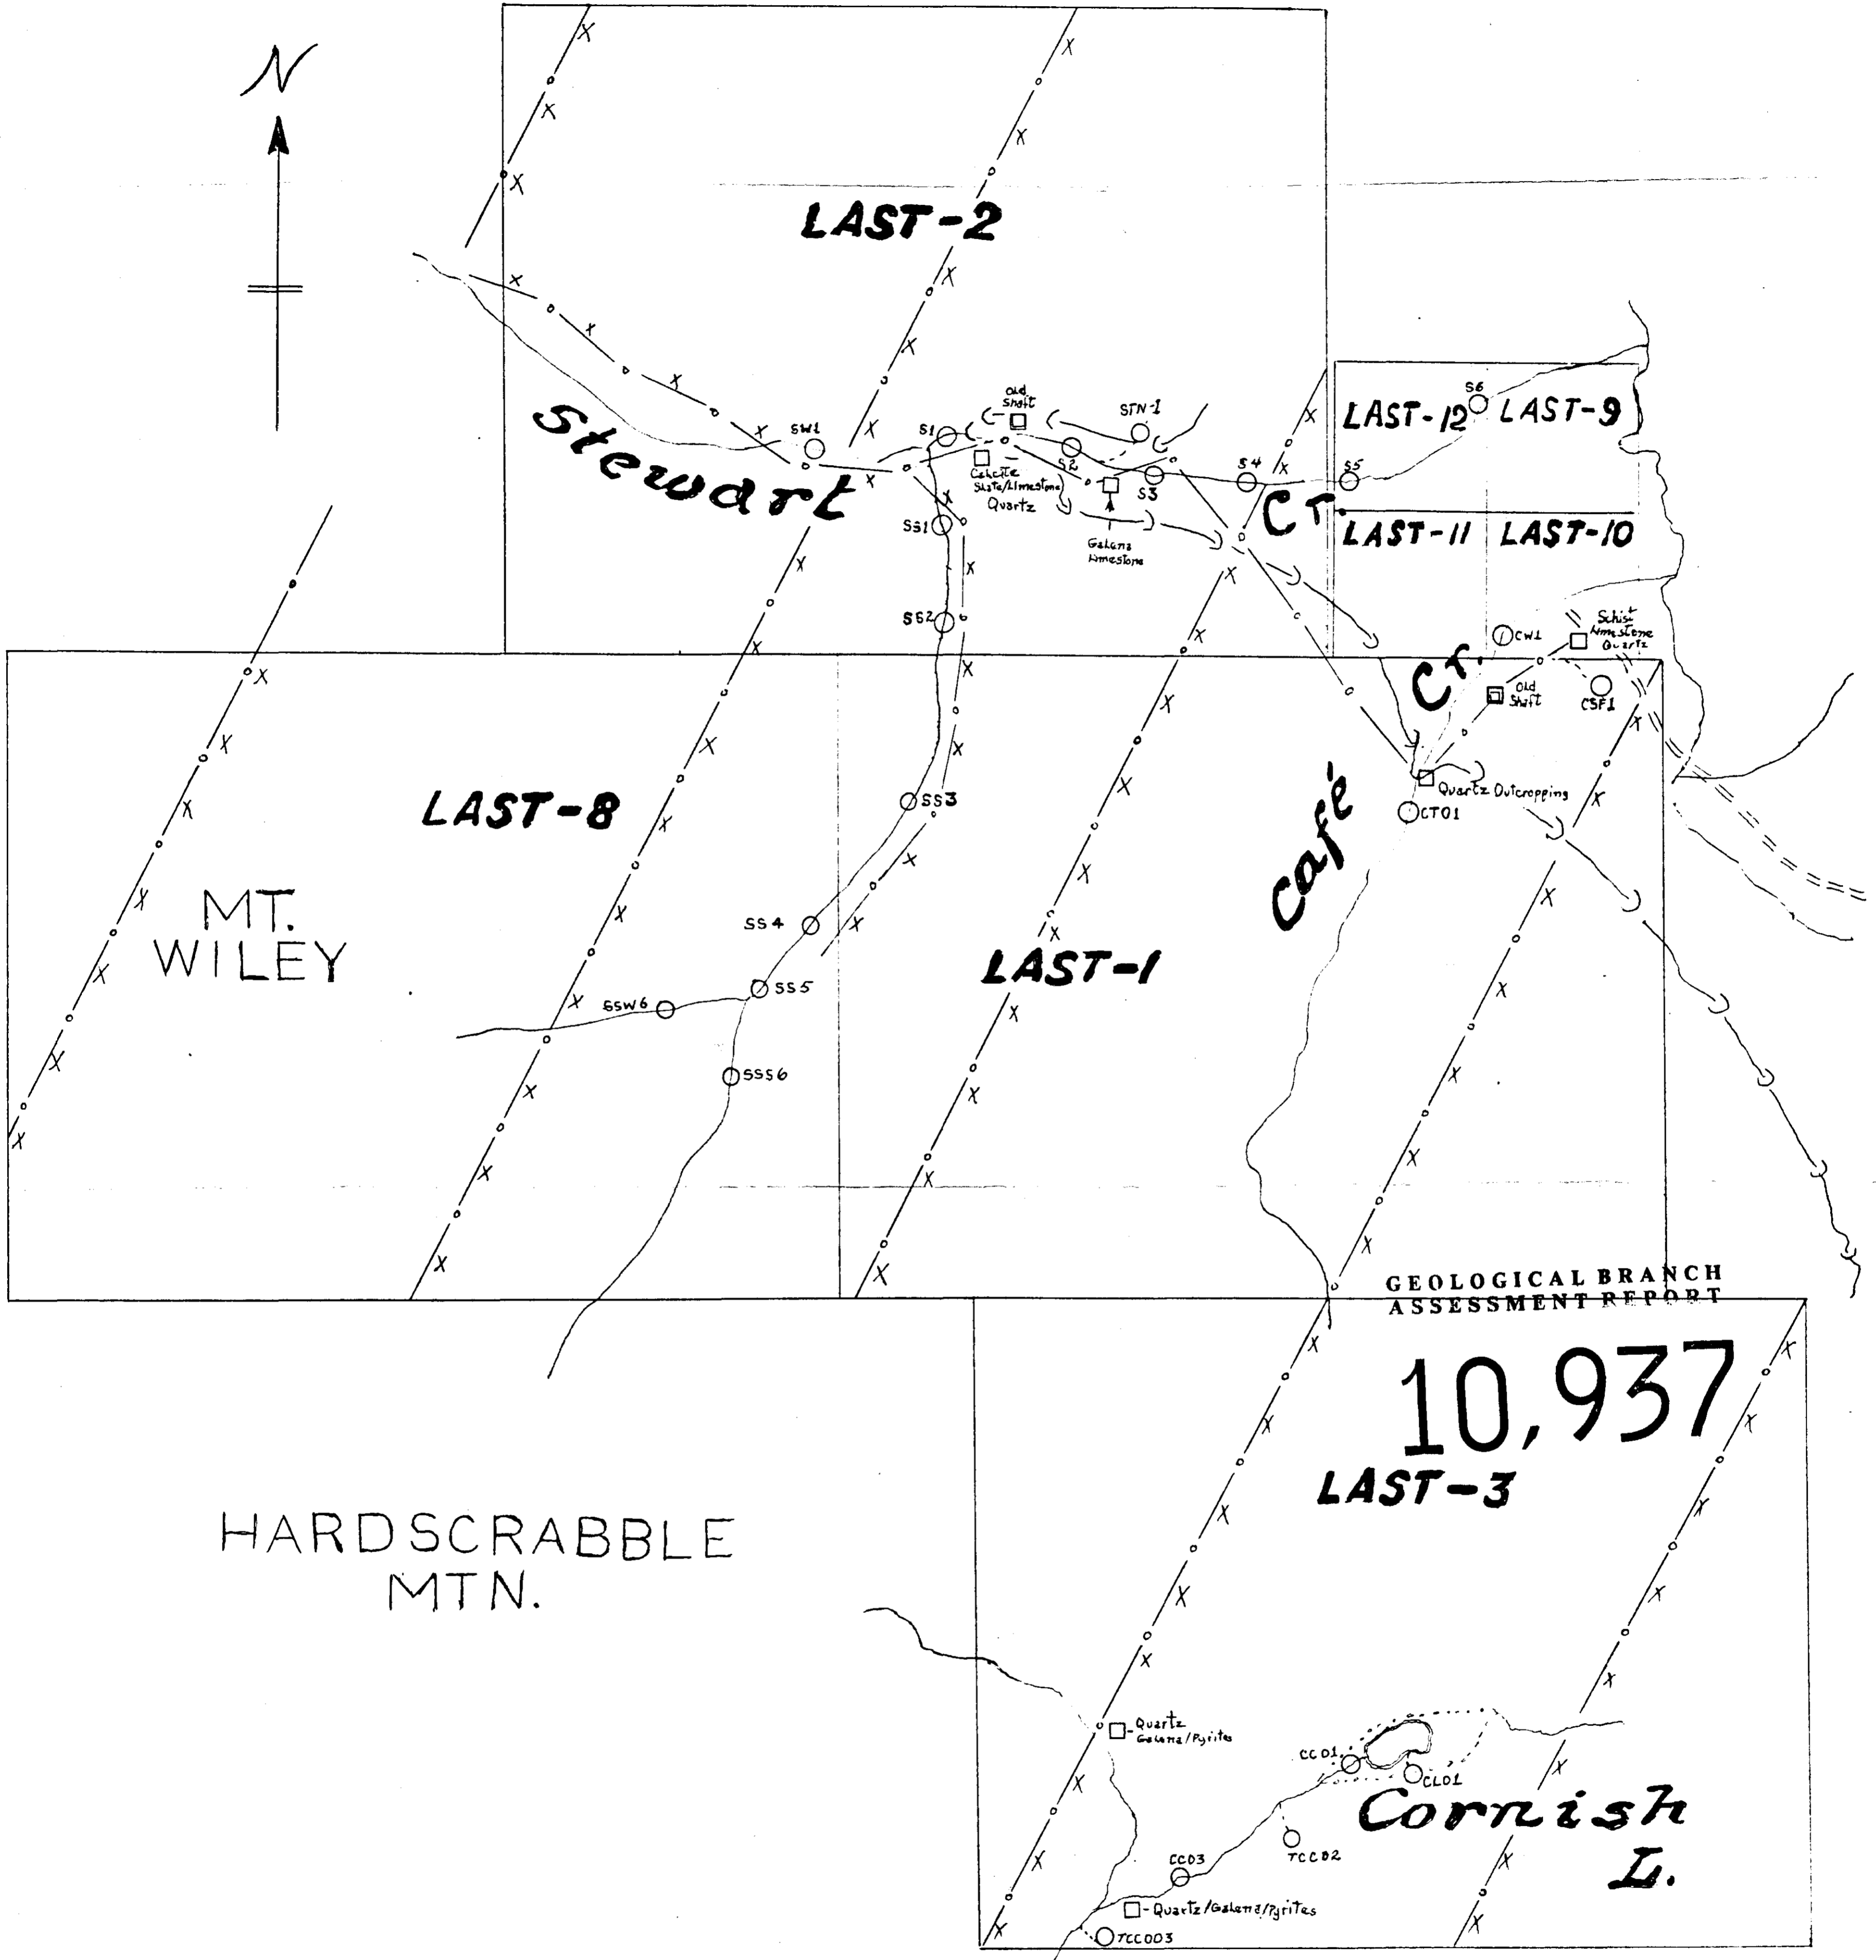 N
LAST-2
Old
Shaft
STN-1
S6
LAST-12
LAST-9
SW1
S1
S2
S3
S4
S5
Stewart
Cr.
Calcite
Slate/Limestone
Quartz
SS1
Galena
Limestone
LAST-11
LAST-10
SS2
CW1
Schist
Limestone
Quartz
Cr.
Old
Shaft
CSF1
Quartz Outcropping
SS3
CT01
LAST-8
Café
MT.
WILEY
SS4
LAST-1
SS5
SSW6
SSS6
GEOLOGICAL BRANCH
ASSESSMENT REPORT
10,937
LAST-3
HARDSCRABBLE
MTN.
Quartz
Galena/Pyrites
CC01
CL01
Cornish
L.
TCC02
CC03
Quartz/Galena/Pyrites
TCC003